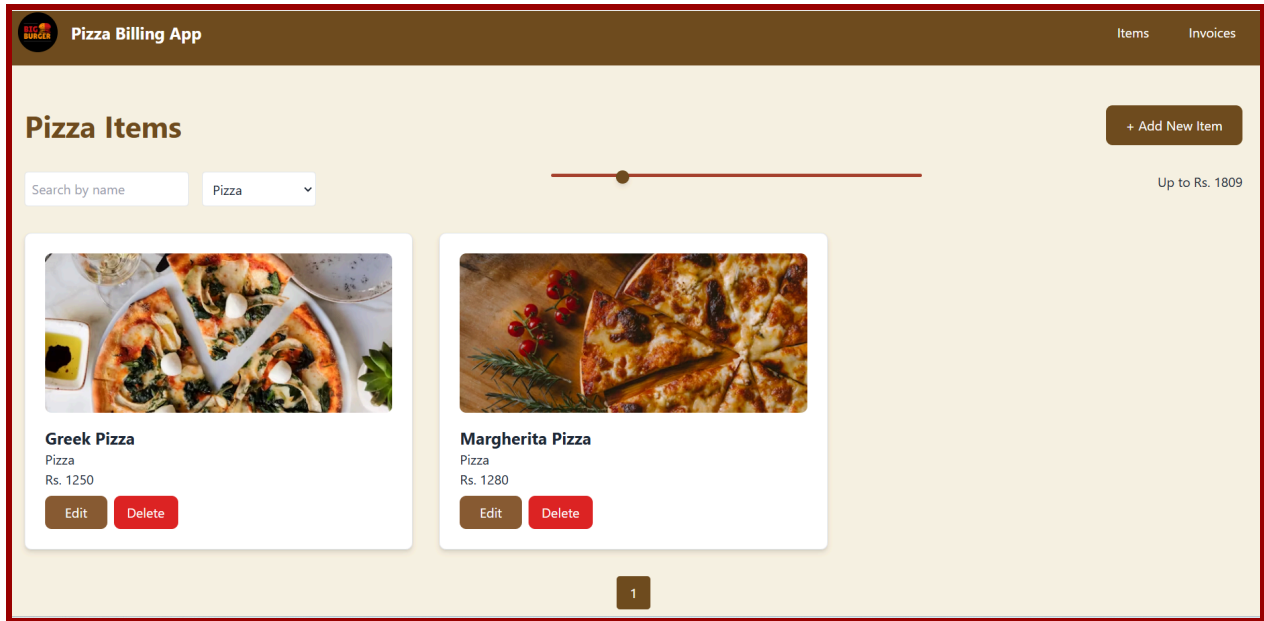 BIG
BURGER
Pizza Billing App
Items
Invoices
Pizza Items
+ Add New Item
Search by name
Pizza
Up to Rs. 1809
Greek Pizza
Pizza
Rs. 1250
Edit
Delete
Margherita Pizza
Pizza
Rs. 1280
Edit
Delete
1